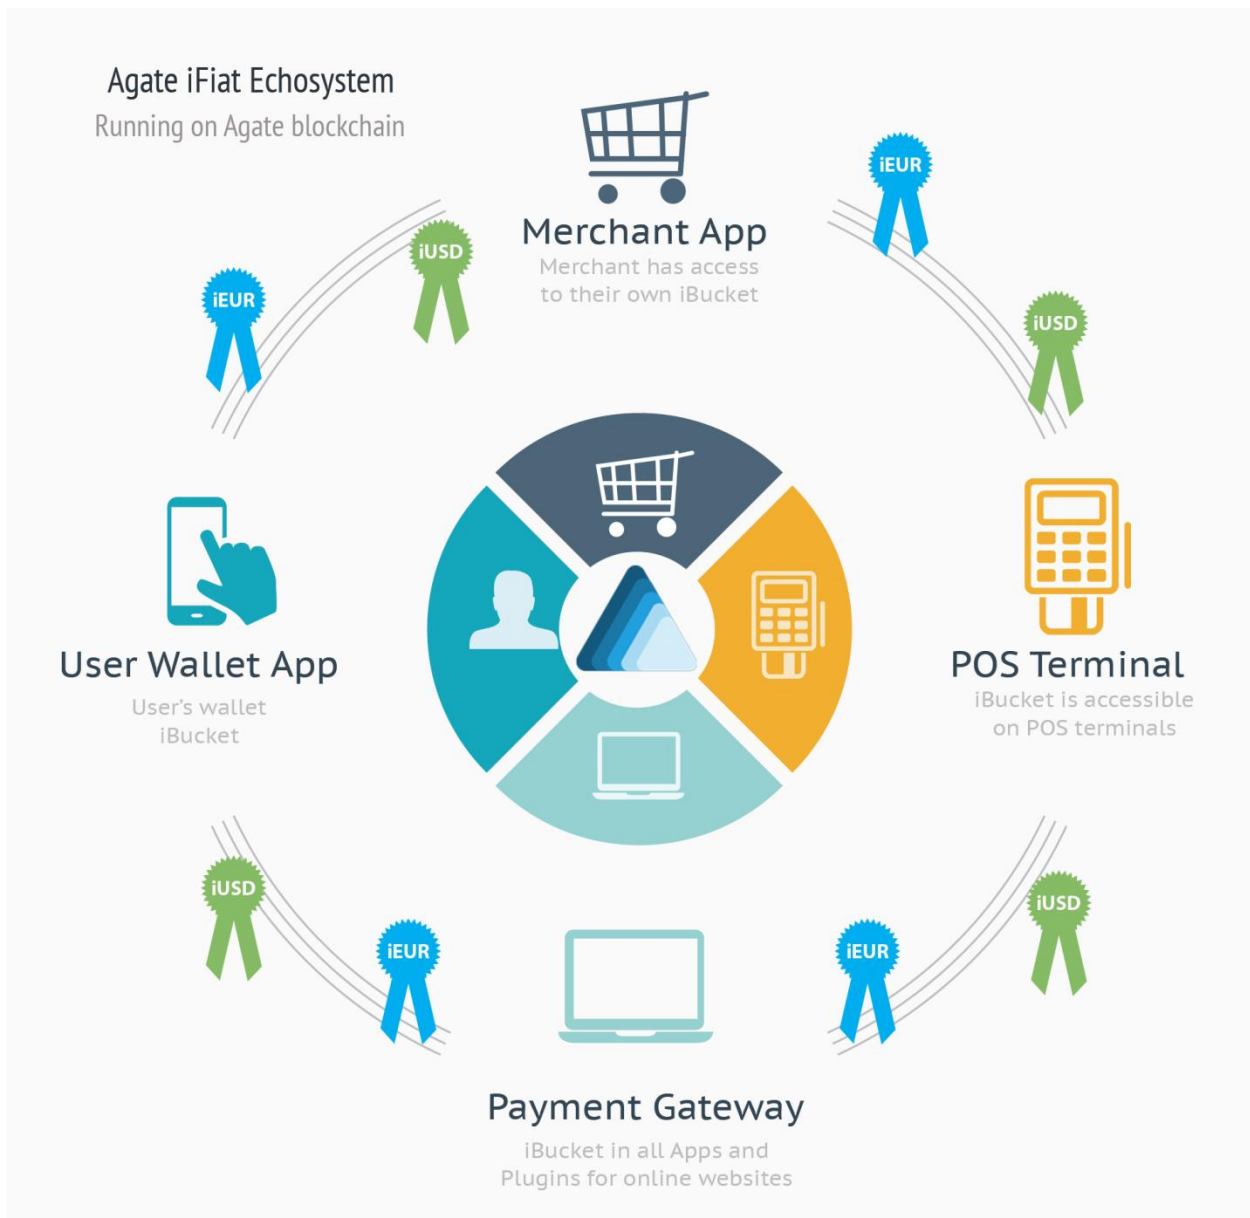 Agate iFiat Echosystem
Running on Agate blockchain
iEUR
Merchant App
iUSD
Merchant has access
to their own iBucket
iEUR
iUSD
User Wallet App
User's wallet
iBucket
POS Terminal
iBucket is accessible
on POS terminals
iUSD
iEUR
iEUR
iUSD
Payment Gateway
iBucket in all Apps and
Plugins for online websites